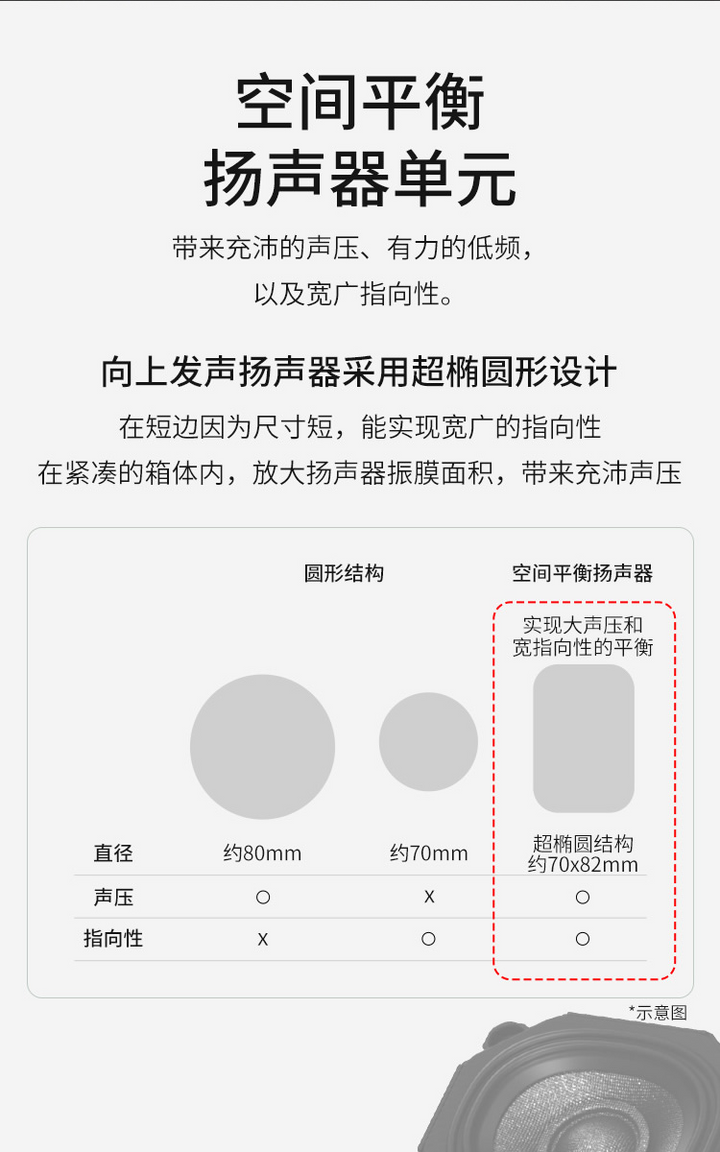 空间平衡
扬声器单元
带来充沛的声压、有力的低频，
以及宽广指向性。
向上发声扬声器采用超椭圆形设计
在短边因为尺寸短，能实现宽广的指向性
在紧凑的箱体内，放大扬声器振膜面积，带来充沛声压
圆形结构 空间平衡扬声器
实现大声压和
宽指向性的平衡
直径 约80mm 约70mm 超椭圆结构
约70x82mm
声压 ○ X ○
指向性 X ○ ○
*示意图